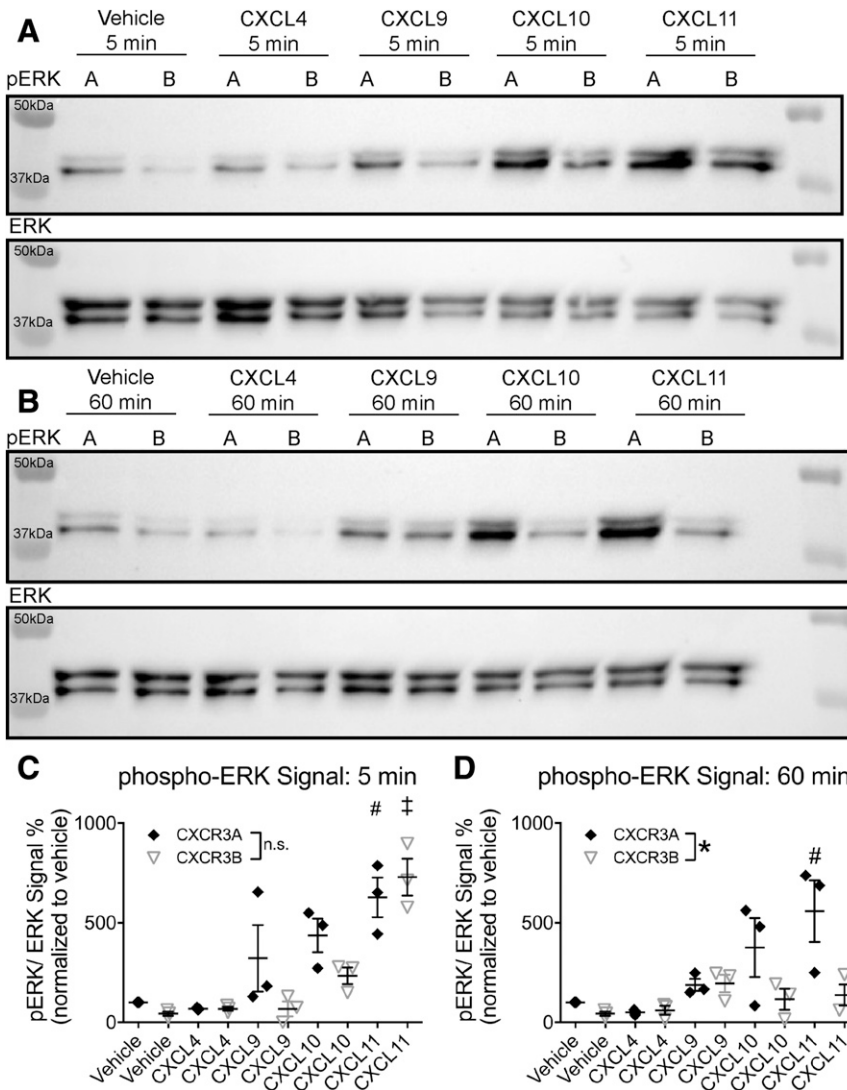 A
Vehicle CXCL4 CXCL9 CXCL10 CXCL11
5 min 5 min 5 min 5 min 5 min
pERK A B A B A B A B A B
50kDa
37kDa
ERK
50kDa
37kDa
B
Vehicle CXCL4 CXCL9 CXCL10 CXCL11
60 min 60 min 60 min 60 min 60 min
pERK A B A B A B A B A B
50kDa
37kDa
ERK
50kDa
37kDa
C
phospho-ERK Signal: 5 min
pERK/ ERK Signal %
(normalized to vehicle)
1000
500
0
CXCR3A
CXCR3B
n.s.
# ‡
Vehicle Vehicle CXCL4 CXCL4 CXCL9 CXCL9 CXCL10 CXCL10 CXCL11 CXCL11
D
phospho-ERK Signal: 60 min
pERK/ ERK Signal %
(normalized to vehicle)
1000
500
0
CXCR3A
CXCR3B
*
#
Vehicle Vehicle CXCL4 CXCL4 CXCL9 CXCL9 CXCL10 CXCL10 CXCL11 CXCL11